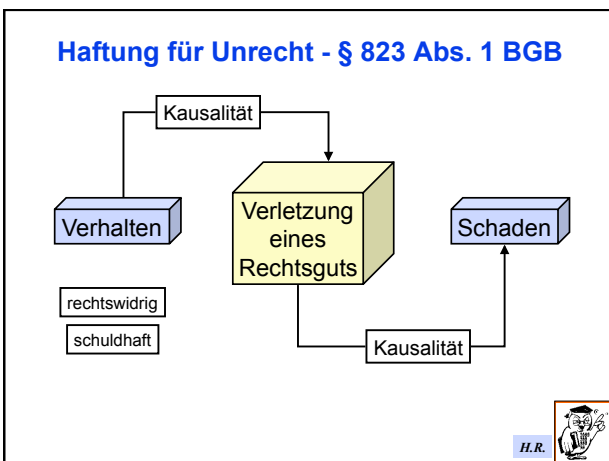 Haftung für Unrecht - § 823 Abs. 1 BGB
Kausalität
Verhalten
Verletzung
eines
Rechtsguts
Schaden
rechtswidrig
schuldhaft
Kausalität
H.R.